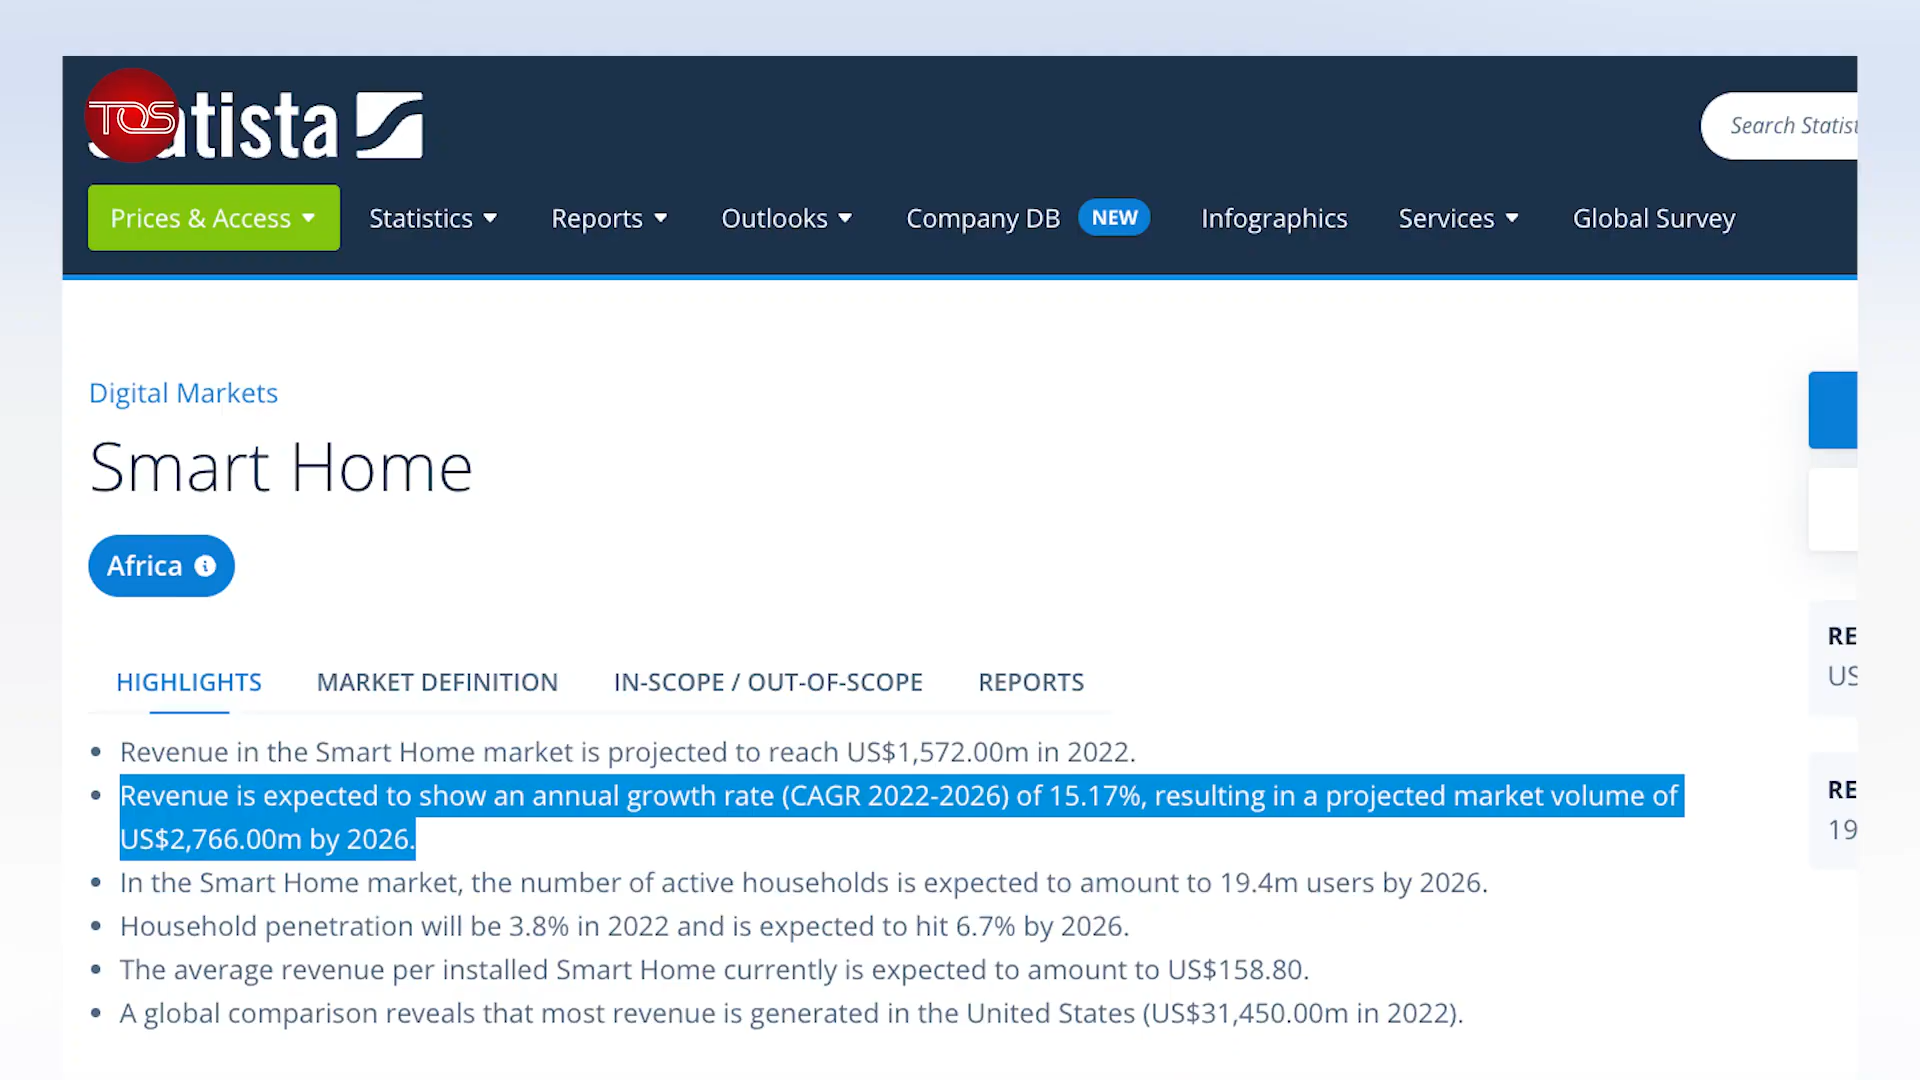 TOS
atista
Search Statist
Prices & Access
Statistics
Reports
Outlooks
Company DB NEW
Infographics
Services
Global Survey
Digital Markets
Smart Home
Africa
HIGHLIGHTS
MARKET DEFINITION
IN-SCOPE / OUT-OF-SCOPE
REPORTS
• Revenue in the Smart Home market is projected to reach US$1,572.00m in 2022.
• Revenue is expected to show an annual growth rate (CAGR 2022-2026) of 15.17%, resulting in a projected market volume of
US$2,766.00m by 2026.
• In the Smart Home market, the number of active households is expected to amount to 19.4m users by 2026.
• Household penetration will be 3.8% in 2022 and is expected to hit 6.7% by 2026.
• The average revenue per installed Smart Home currently is expected to amount to US$158.80.
• A global comparison reveals that most revenue is generated in the United States (US$31,450.00m in 2022).
RE
US
RE
19